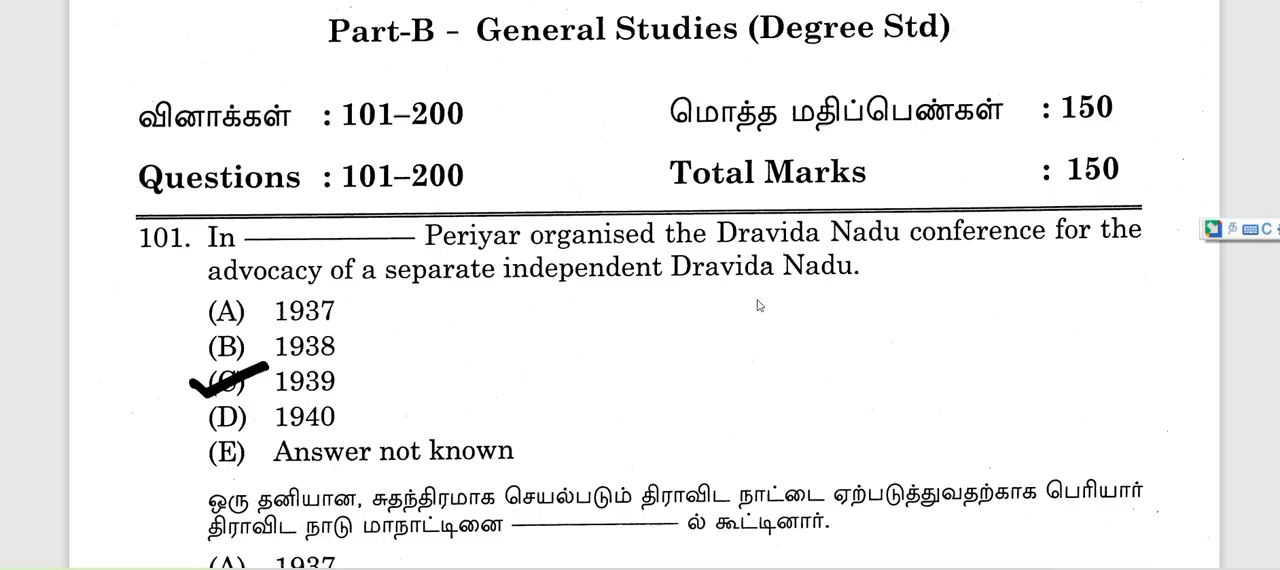 Part-B - General Studies (Degree Std)
வினாக்கள் : 101–200 மொத்த மதிப்பெண்கள் : 150
Questions : 101–200 Total Marks : 150
101. In ————— Periyar organised the Dravida Nadu conference for the
advocacy of a separate independent Dravida Nadu.
(A) 1937
(B) 1938
(C) 1939
(D) 1940
(E) Answer not known
ஒரு தனியான, சுதந்திரமாக செயல்படும் திராவிட நாட்டை ஏற்படுத்துவதற்காக பெரியார்
திராவிட நாடு மாநாட்டினை ————— ல் கூட்டினார்.
(A) 1937